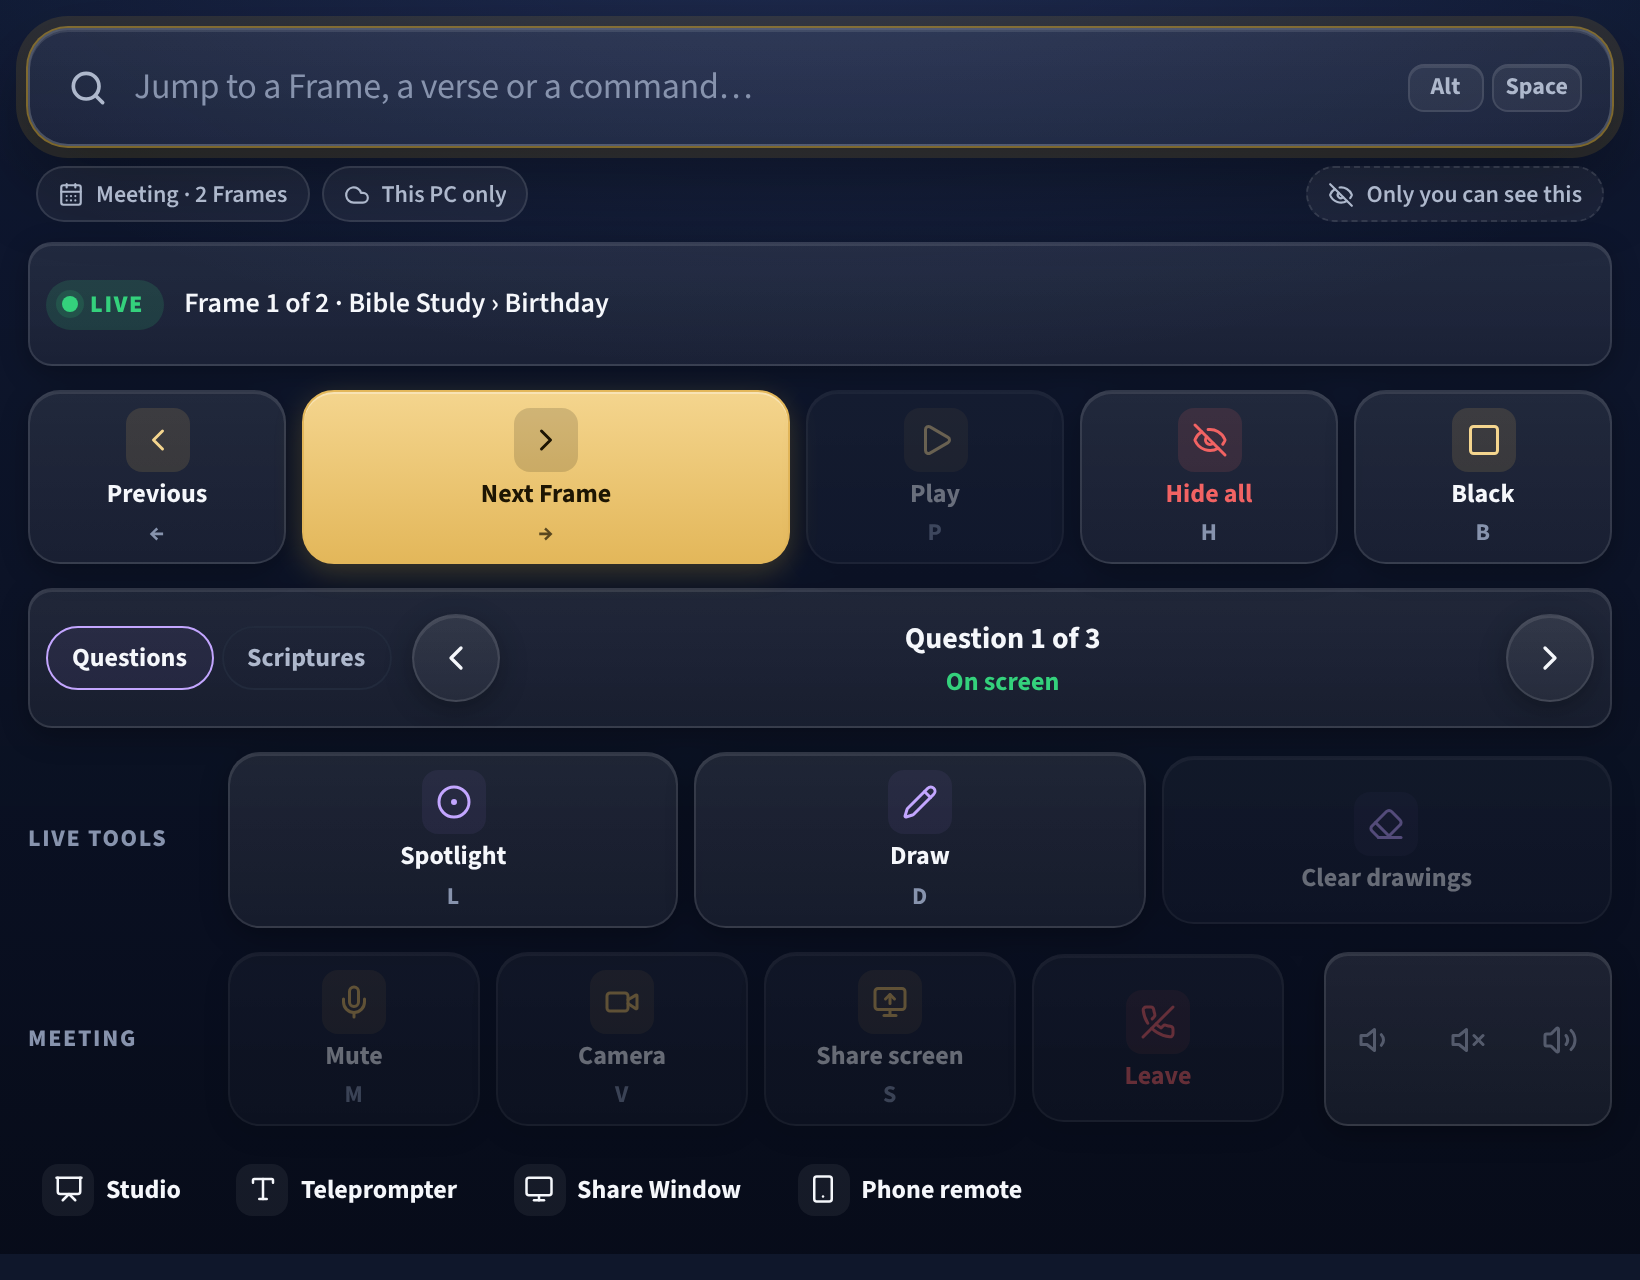 Jump to a Frame, a verse or a command…
Alt
Space
Meeting · 2 Frames
This PC only
Only you can see this
LIVE
Frame 1 of 2 · Bible Study › Birthday
Previous
←
Next Frame
→
Play
P
Hide all
H
Black
B
Questions
Scriptures
Question 1 of 3
On screen
LIVE TOOLS
Spotlight
L
Draw
D
Clear drawings
MEETING
Mute
M
Camera
V
Share screen
S
Leave
Studio
Teleprompter
Share Window
Phone remote